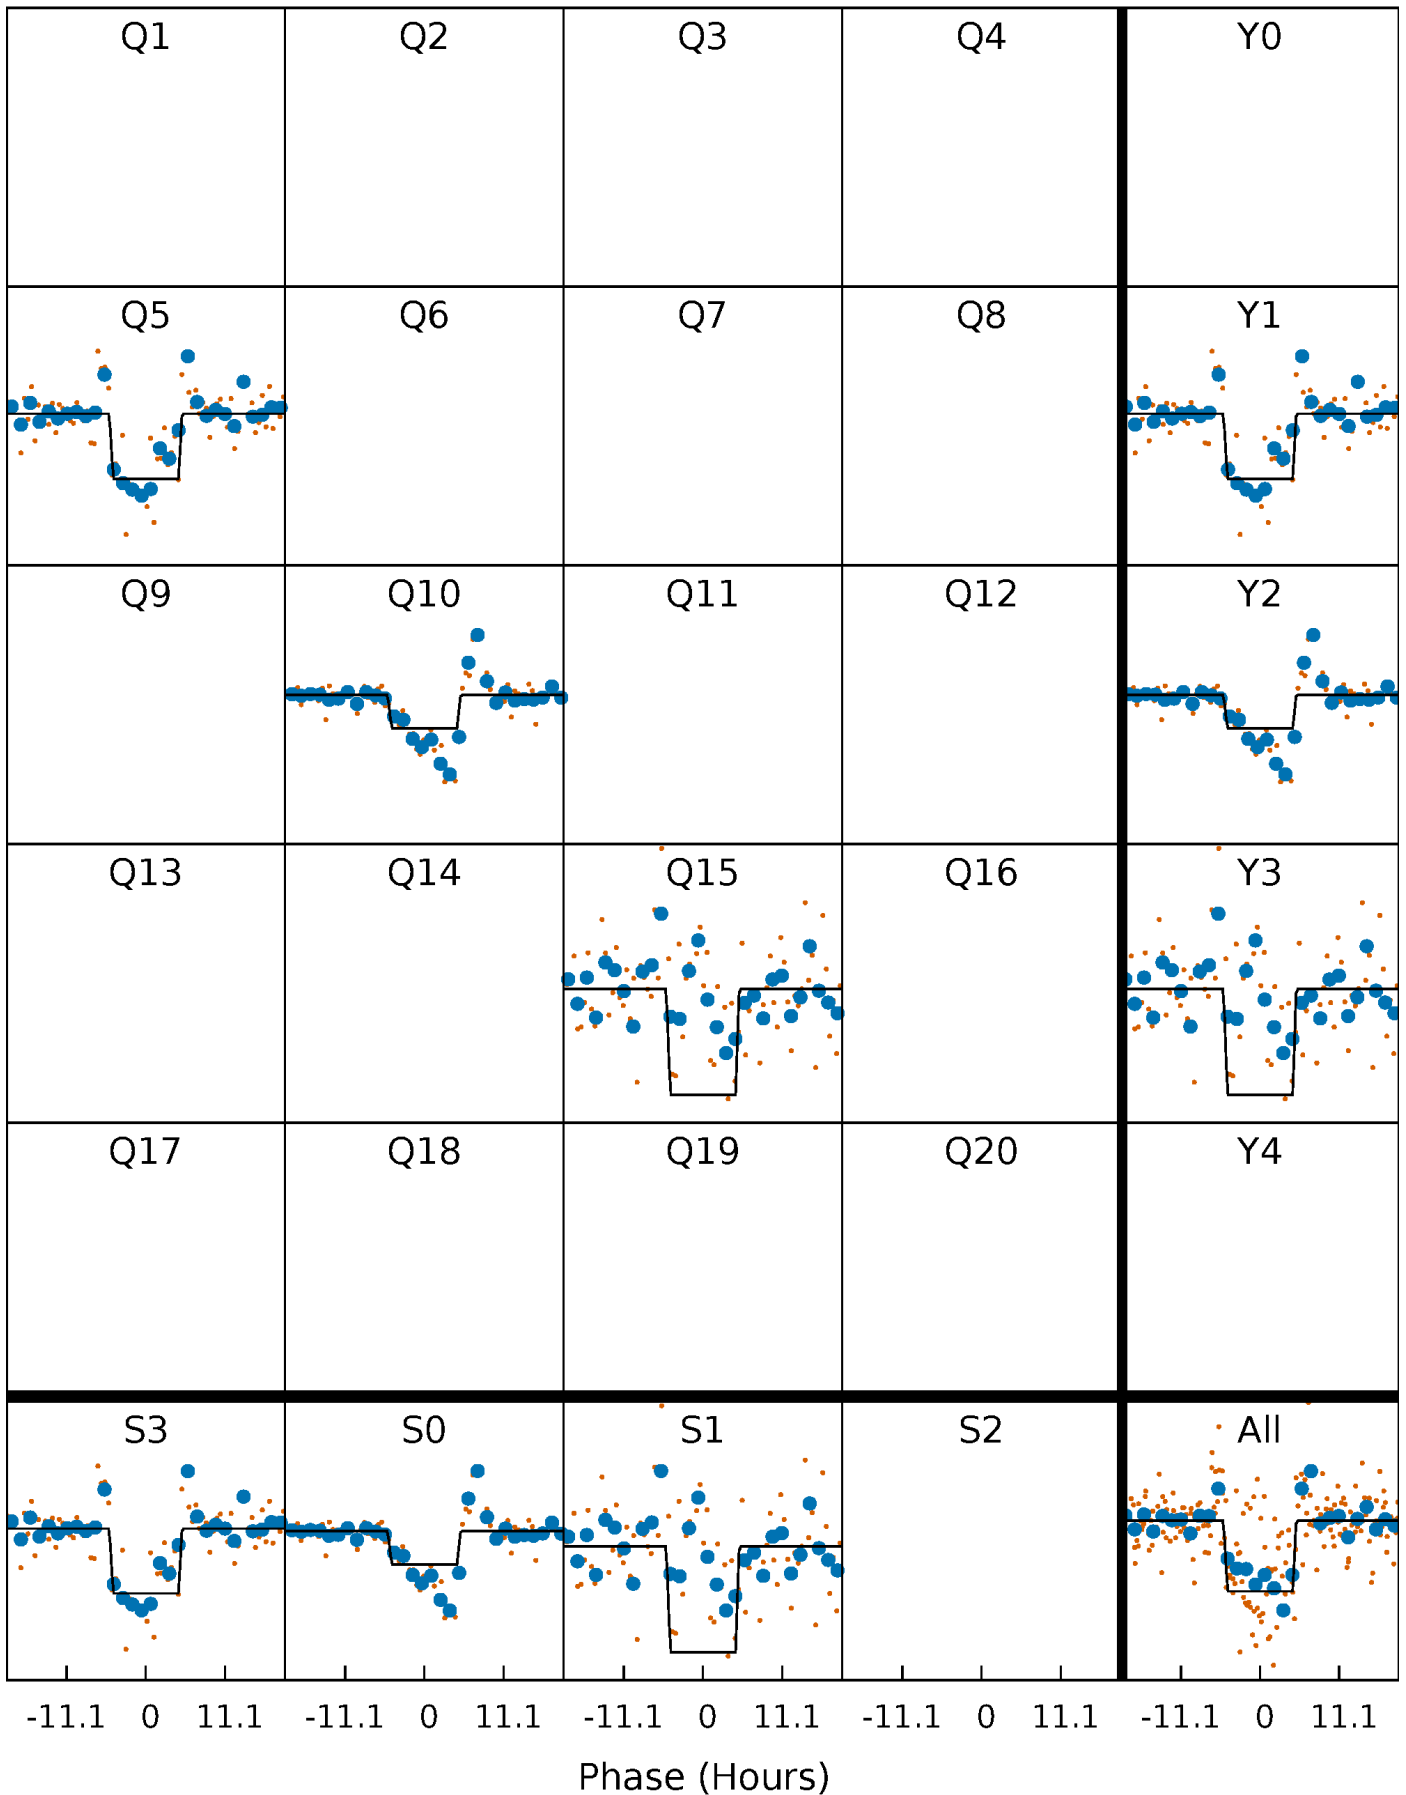 Q1 Q2 Q3 Q4 Y0
Q5 Q6 Q7 Q8 Y1
Q9 Q10 Q11 Q12 Y2
Q13 Q14 Q15 Q16 Y3
Q17 Q18 Q19 Q20 Y4
S3 S0 S1 S2 All
-11.1 0 11.1 -11.1 0 11.1 -11.1 0 11.1 -11.1 0 11.1 -11.1 0 11.1
Phase (Hours)